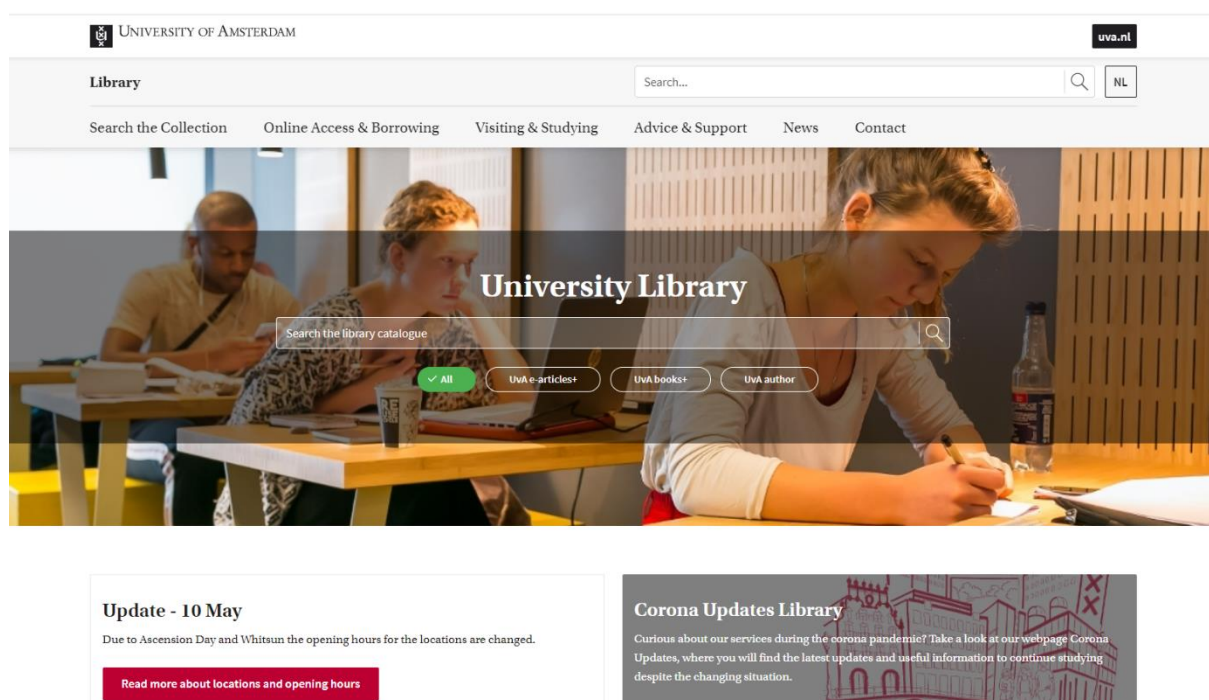 UNIVERSITY OF AMSTERDAM
uva.nl
Library
Search...
NL
Search the Collection Online Access & Borrowing Visiting & Studying Advice & Support News Contact
University Library
Search the library catalogue
✓ All UvA e-articles+ UvA books+ UvA author
Update - 10 May
Due to Ascension Day and Whitsun the opening hours for the locations are changed.
Read more about locations and opening hours
Corona Updates Library
Curious about our services during the corona pandemic? Take a look at our webpage Corona
Updates, where you will find the latest updates and useful information to continue studying
despite the changing situation.